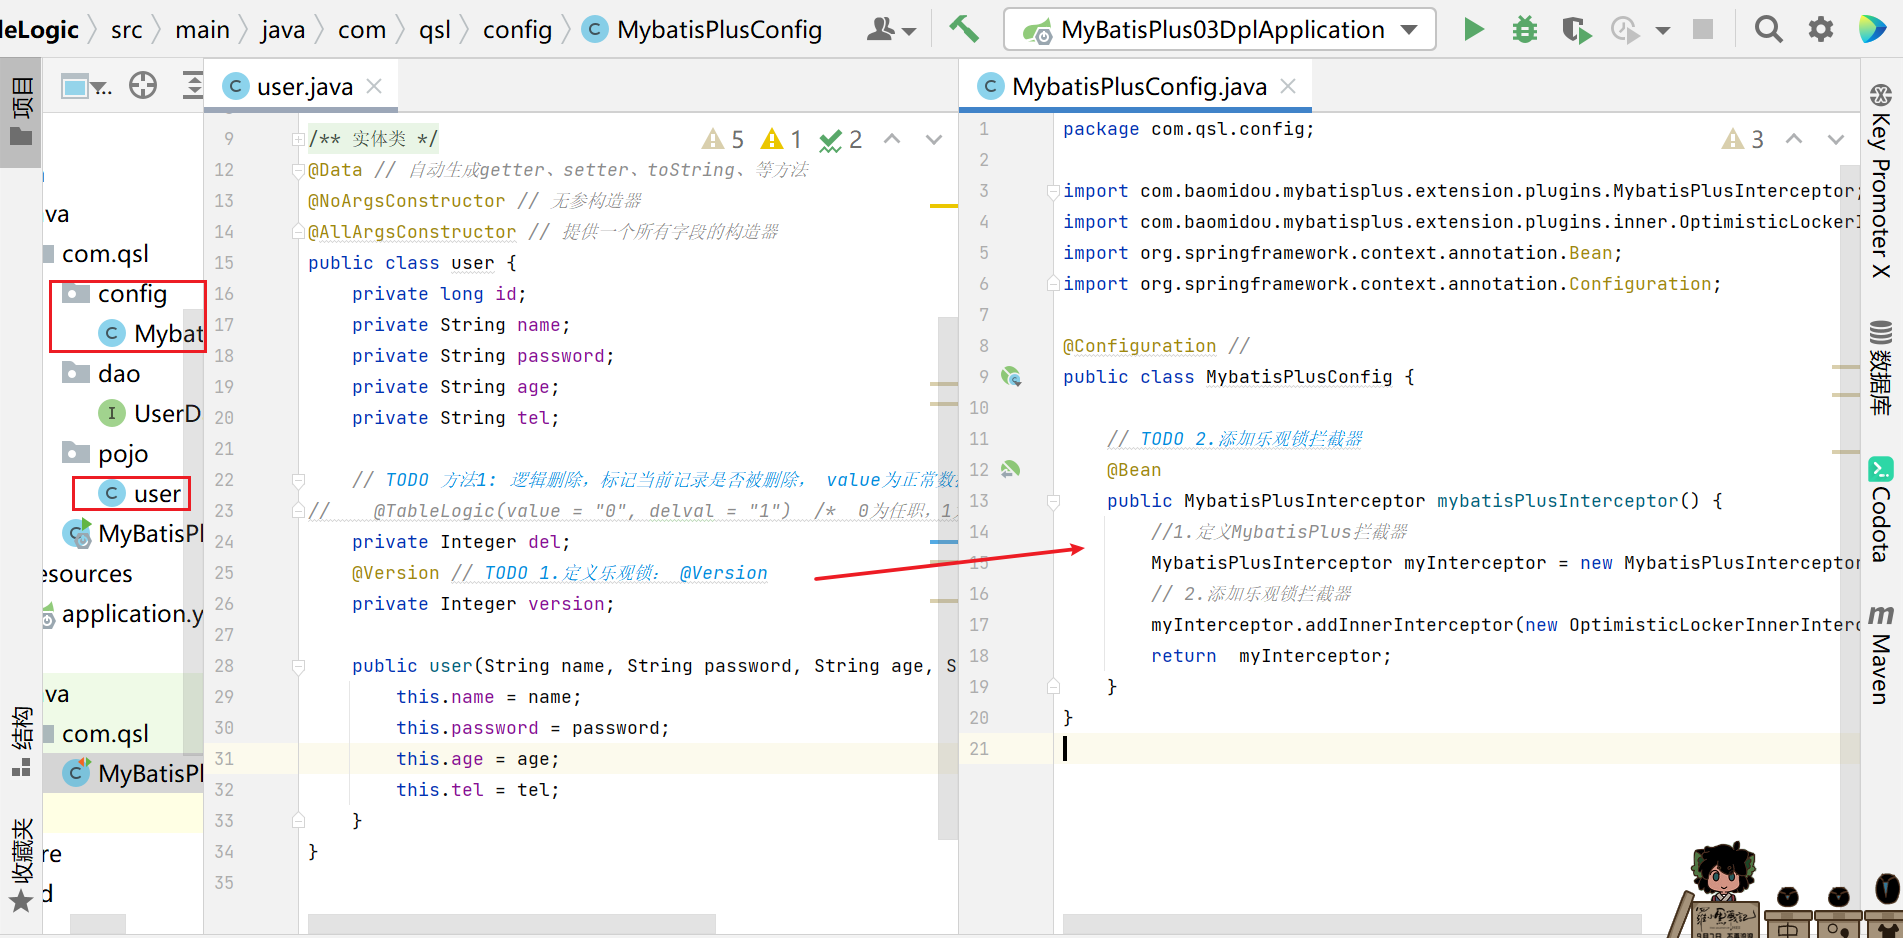 leLogic src main java com qsl config MybatisPlusConfig MyBatisPlus03DplApplication
项目
结构
收藏夹
...
va
com.qsl
config
Mybat
dao
UserD
pojo
user
MyBatisPl
esources
application.y
va
com.qsl
MyBatisPl
re
d
user.java
5 1 2
9 /** 实体类 */
12 @Data // 自动生成getter、setter、toString、等方法
13 @NoArgsConstructor // 无参构造器
14 @AllArgsConstructor // 提供一个所有字段的构造器
15 public class user {
16 private long id;
17 private String name;
18 private String password;
19 private String age;
20 private String tel;
21
22 // TODO 方法1: 逻辑删除，标记当前记录是否被删除， value为正常数
23 // @TableLogic(value = "0", delval = "1") /* 0为任职，1
24 private Integer del;
25 @Version // TODO 1.定义乐观锁： @Version
26 private Integer version;
27
28 public user(String name, String password, String age, S
29 this.name = name;
30 this.password = password;
31 this.age = age;
32 this.tel = tel;
33 }
34 }
35
MybatisPlusConfig.java
3
1 package com.qsl.config;
2
3 import com.baomidou.mybatisplus.extension.plugins.MybatisPlusInterceptor;
4 import com.baomidou.mybatisplus.extension.plugins.inner.OptimisticLockerI
5 import org.springframework.context.annotation.Bean;
6 import org.springframework.context.annotation.Configuration;
7
8 @Configuration //
9 public class MybatisPlusConfig {
10
11 // TODO 2.添加乐观锁拦截器
12 @Bean
13 public MybatisPlusInterceptor mybatisPlusInterceptor() {
14 //1.定义MybatisPlus拦截器
15 MybatisPlusInterceptor myInterceptor = new MybatisPlusInterceptor
16 // 2.添加乐观锁拦截器
17 myInterceptor.addInnerInterceptor(new OptimisticLockerInnerInterc
18 return myInterceptor;
19 }
20 }
21
Key Promoter X
数据库
Codota
Maven
中